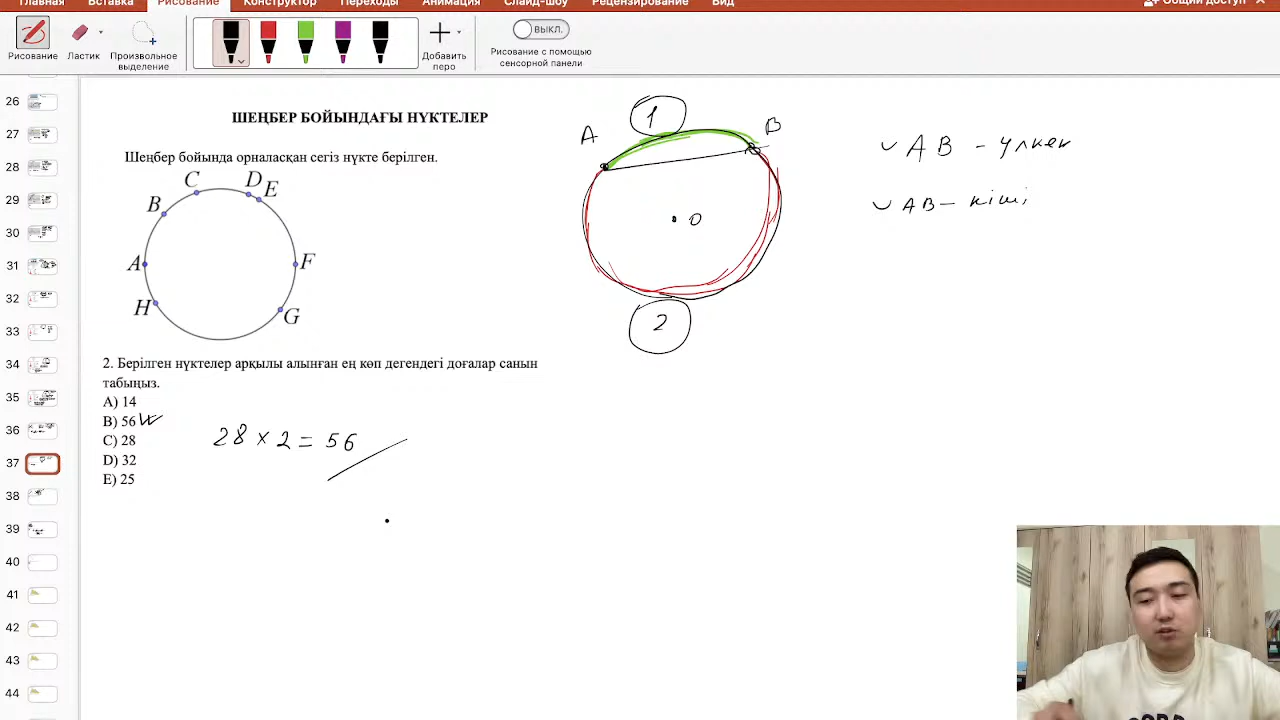 Главная Вставка Рисование Конструктор Переходы Анимация Слайд-шоу Рецензирование Вид Общий доступ
ВЫКЛ.
Рисование Ластик Произвольное выделение Добавить перо Рисование с помощью сенсорной панели
26
27
28
29
30
31
32
33
34
35
36
37
38
39
40
41
42
43
44
ШЕҢБЕР БОЙЫНДАҒЫ НҮКТЕЛЕР
Шеңбер бойында орналасқан сегіз нүкте берілген.
C D E
B
A F
H G
2. Берілген нүктелер арқылы алынған ең көп дегендегі доғалар санын
табыңыз.
A) 14
B) 56
C) 28
D) 32
E) 25
28 × 2 = 56
1
A B
O
2
◡ AB - үлкен
◡ AB - кіші